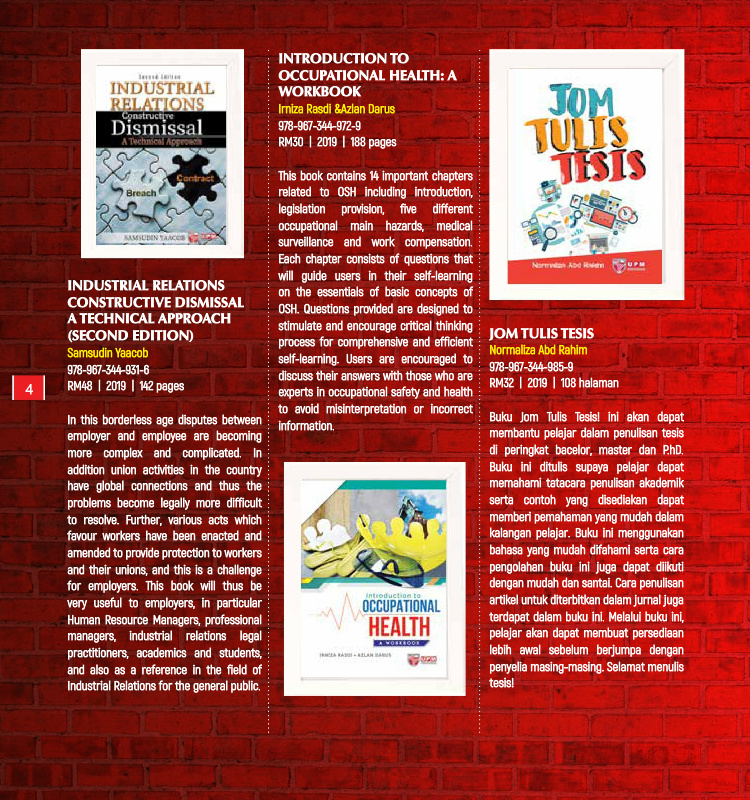 Second Edition
INDUSTRIAL
RELATIONS
Constructive
Dismissal
A Technical Approach
Contract
Breach
SAMSUDIN YAACOB
UPM
INDUSTRIAL RELATIONS
CONSTRUCTIVE DISMISSAL
A TECHNICAL APPROACH
(SECOND EDITION)
Samsudin Yaacob
978-967-344-931-6
RM48 | 2019 | 142 pages
In this borderless age disputes between
employer and employee are becoming
more complex and complicated. In
addition union activities in the country
have global connections and thus the
problems become legally more difficult
to resolve. Further, various acts which
favour workers have been enacted and
amended to provide protection to workers
and their unions, and this is a challenge
for employers. This book will thus be
very useful to employers, in particular
Human Resource Managers, professional
managers, industrial relations legal
practitioners, academics and students,
and also as a reference in the field of
Industrial Relations for the general public.
4
INTRODUCTION TO
OCCUPATIONAL HEALTH: A
WORKBOOK
Irniza Rasdi &Azlan Darus
978-967-344-972-9
RM30 | 2019 | 188 pages
This book contains 14 important chapters
related to OSH including introduction,
legislation provision, five different
occupational main hazards, medical
surveillance and work compensation.
Each chapter consists of questions that
will guide users in their self-learning
on the essentials of basic concepts of
OSH. Questions provided are designed to
stimulate and encourage critical thinking
process for comprehensive and efficient
self-learning. Users are encouraged to
discuss their answers with those who are
experts in occupational safety and health
to avoid misinterpretation or incorrect
information.
Introduction to
OCCUPATIONAL
HEALTH
A WORKBOOK
IRNIZA RASDI • AZLAN DARUS
UPM
JOM
TULIS
TESIS
Normaliza Abd Rahim
UPM
JOM TULIS TESIS
Normaliza Abd Rahim
978-967-344-985-9
RM32 | 2019 | 108 halaman
Buku Jom Tulis Tesis! ini akan dapat
membantu pelajar dalam penulisan tesis
di peringkat bacelor, master dan P.hD.
Buku ini ditulis supaya pelajar dapat
memahami tatacara penulisan akademik
serta contoh yang disediakan dapat
memberi pemahaman yang mudah dalam
kalangan pelajar. Buku ini menggunakan
bahasa yang mudah difahami serta cara
pengolahan buku ini juga dapat diikuti
dengan mudah dan santai. Cara penulisan
artikel untuk diterbitkan dalam jurnal juga
terdapat dalam buku ini. Melalui buku ini,
pelajar akan dapat membuat persediaan
lebih awal sebelum berjumpa dengan
penyelia masing-masing. Selamat menulis
tesis!